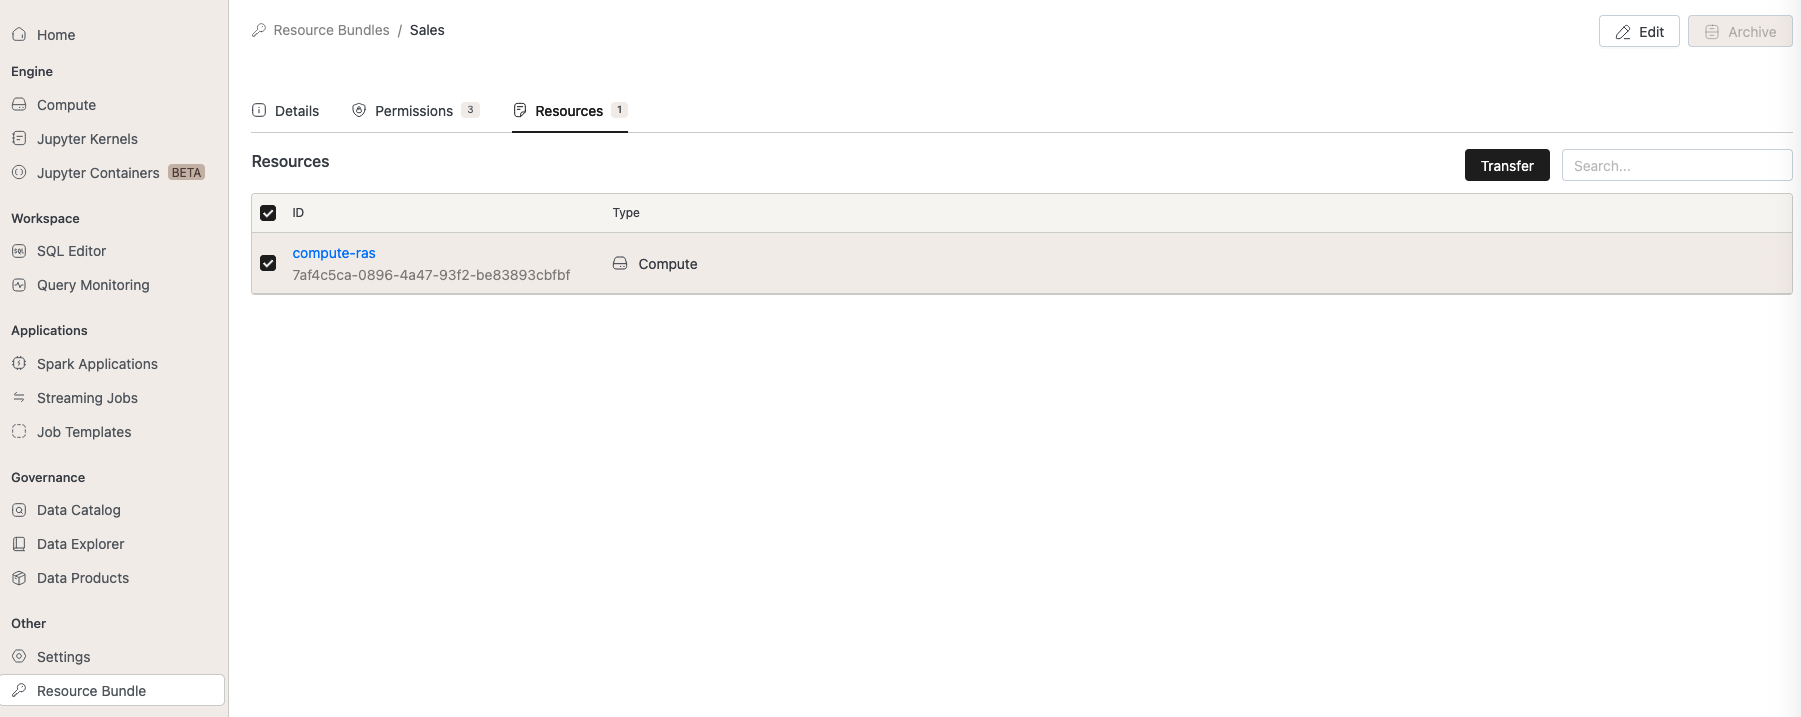 Home
Engine
Compute
Jupyter Kernels
Jupyter Containers BETA
Workspace
SQL Editor
Query Monitoring
Applications
Spark Applications
Streaming Jobs
Job Templates
Governance
Data Catalog
Data Explorer
Data Products
Other
Settings
Resource Bundle
Resource Bundles / Sales
Edit
Archive
Details
Permissions 3
Resources 1
Resources
Transfer
Search...
ID Type
compute-ras
7af4c5ca-0896-4a47-93f2-be83893cbfbf
Compute